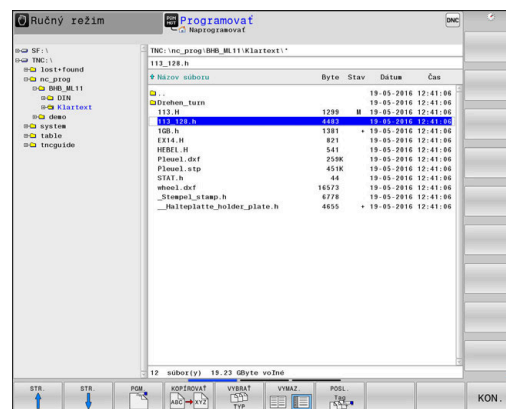 Ručný režim
Programovať
Naprogramovať
DNC
SF:\
TNC:\
lost+found
nc_prog
BHB_ML11
DIN
Klartext
demo
system
table
tncguide
TNC:\nc_prog\BHB_ML11\Klartext\*
113_128.h
Názov súboru Byte Stav Dátum Čas
.. 19-05-2016 12:41:06
Drehen_turn 19-05-2016 12:41:06
113.H 1299 M 19-05-2016 12:41:06
113_128.h 4403 19-05-2016 12:41:06
1GB.h 1381 + 19-05-2016 12:41:06
EX14.H 821 19-05-2016 12:41:06
HEBEL.H 541 19-05-2016 12:41:06
Pleuel.dxf 259K 19-05-2016 12:41:06
Pleuel.stp 451K 19-05-2016 12:41:06
STAT.h 44 19-05-2016 12:41:06
wheel.dxf 16573 19-05-2016 12:41:06
_Stempel_stamp.h 6778 19-05-2016 12:41:06
__Halteplatte_holder_plate.h 4655 + 19-05-2016 12:41:06
12 súbor(y) 19.23 GByte voľné
STR. STR. PGM KOPÍROVAŤ VYBRAŤ VYMAZ. POSL. KON.
ABC XYZ TYP